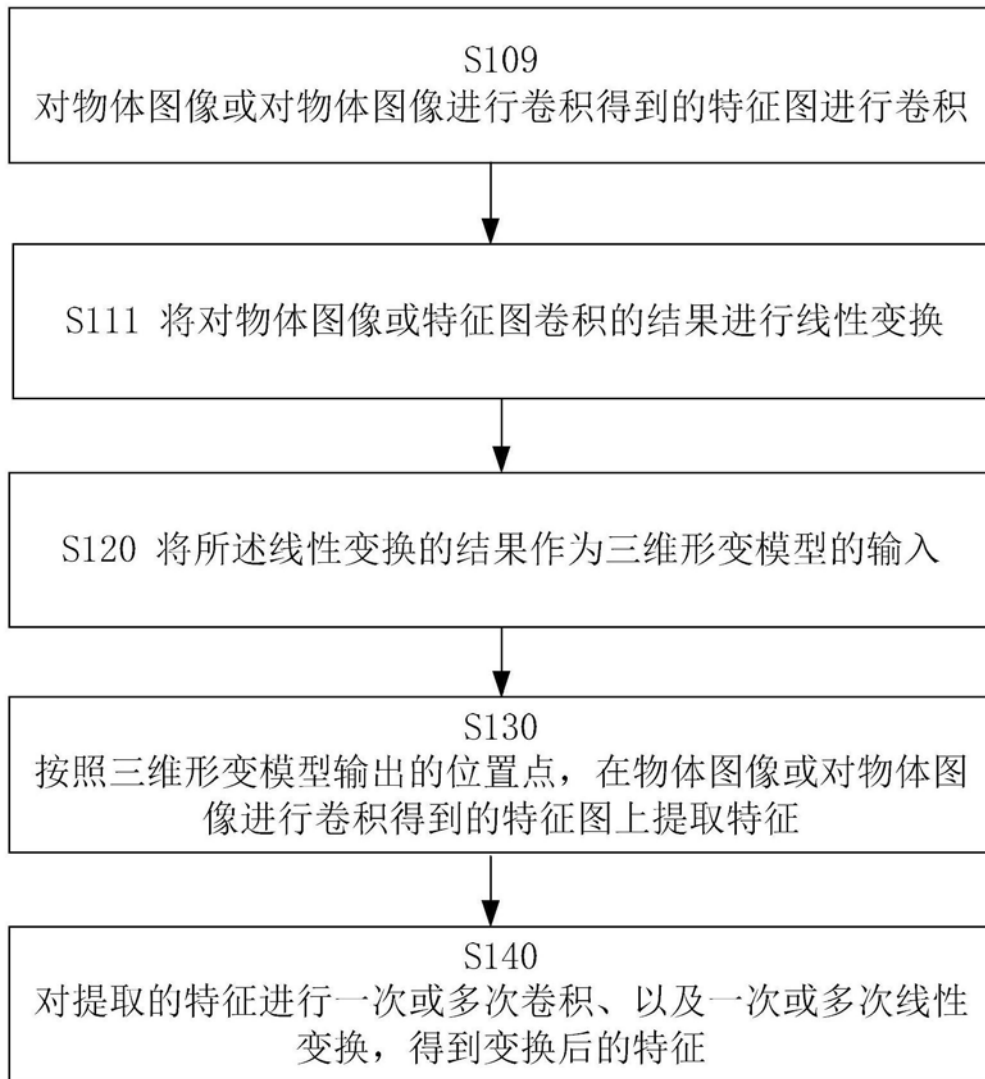 S109
对物体图像或对物体图像进行卷积得到的特征图进行卷积
S111 将对物体图像或特征图卷积的结果进行线性变换
S120 将所述线性变换的结果作为三维形变模型的输入
S130
按照三维形变模型输出的位置点，在物体图像或对物体图
像进行卷积得到的特征图上提取特征
S140
对提取的特征进行一次或多次卷积、以及一次或多次线性
变换，得到变换后的特征